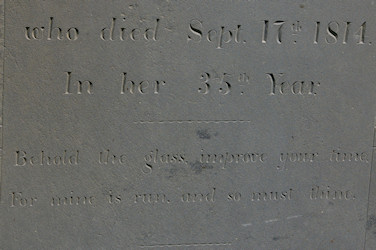 who died Sept. 17th 1814.
In her 35th Year
Behold the glass, improve your time,
For mine is run, and so must thine.